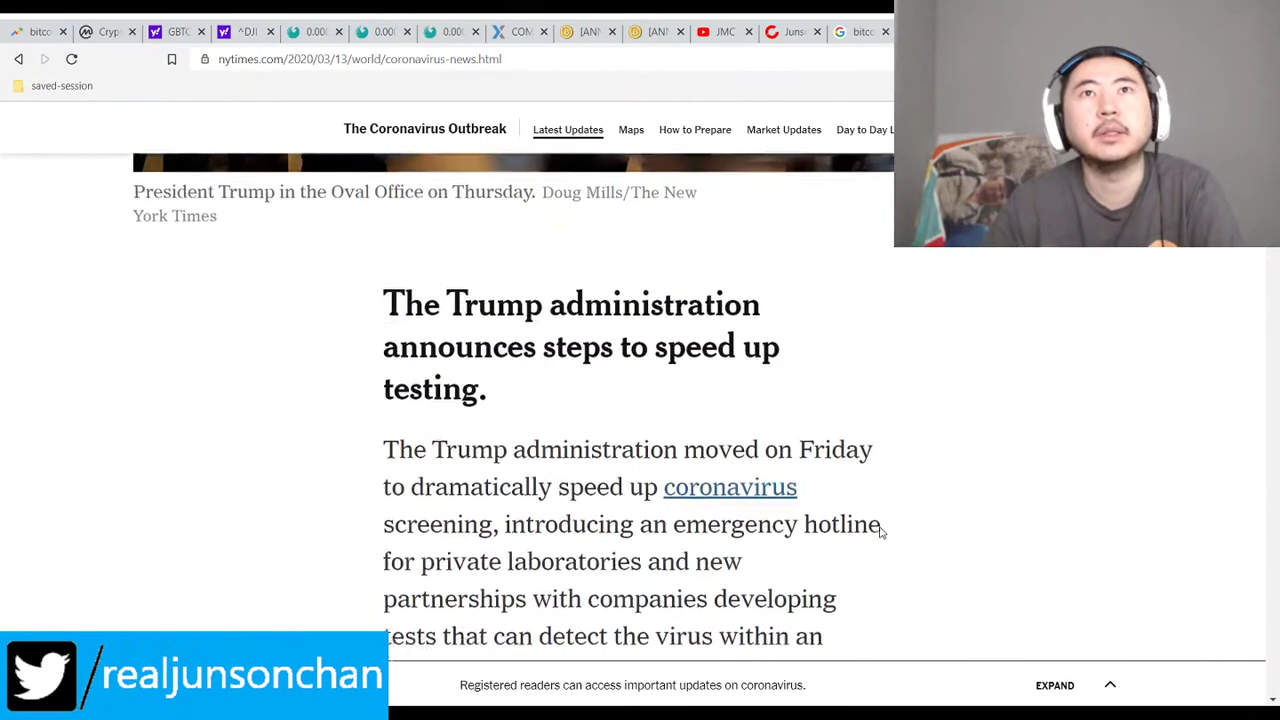 bitco
Cryp
GBTC
^DJI
0.00
0.00
0.00
COM
[ANN
[ANN
JMC
Juns
bitc
nytimes.com/2020/03/13/world/coronavirus-news.html
saved-session
The Coronavirus Outbreak
Latest Updates
Maps
How to Prepare
Market Updates
Day to Day L
President Trump in the Oval Office on Thursday. Doug Mills/The New
York Times
The Trump administration
announces steps to speed up
testing.
The Trump administration moved on Friday
to dramatically speed up coronavirus
screening, introducing an emergency hotline
for private laboratories and new
partnerships with companies developing
tests that can detect the virus within an
/realjunsonchan
Registered readers can access important updates on coronavirus.
EXPAND